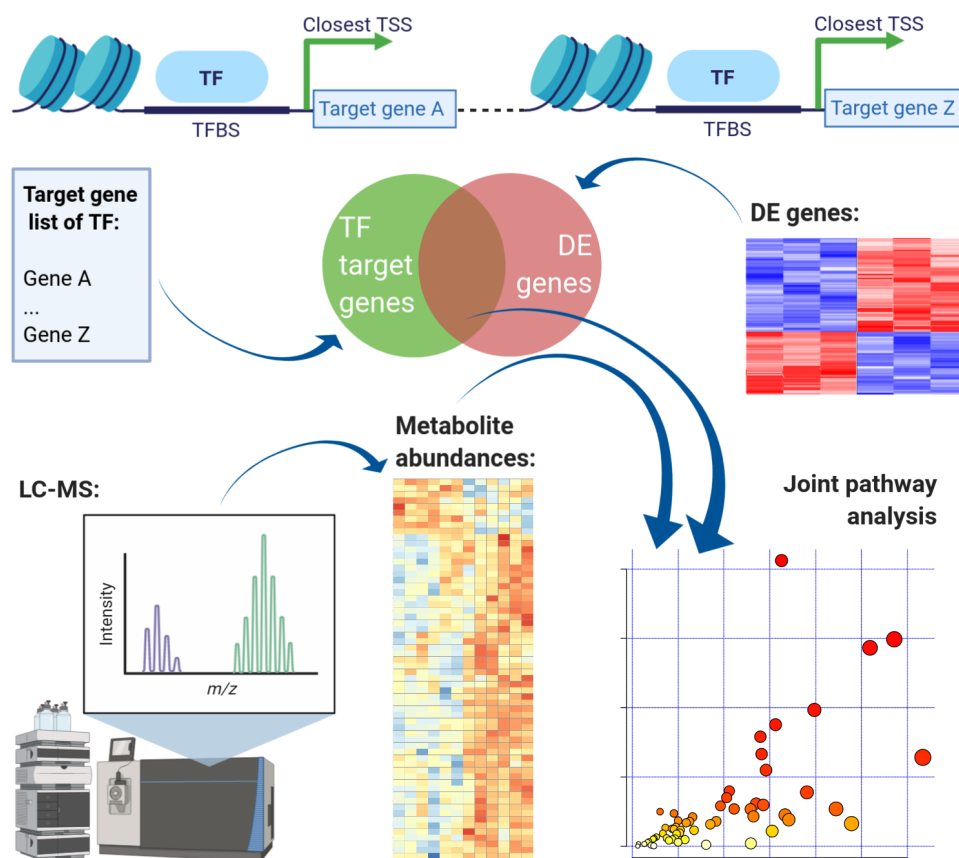 Closest TSS
Closest TSS
TF
TF
Target gene A
Target gene Z
TFBS
TFBS
Target gene
list of TF:
Gene A
...
Gene Z
TF
target
genes
DE
genes
DE genes:
Metabolite
abundances:
LC-MS:
Intensity
m/z
Joint pathway
analysis